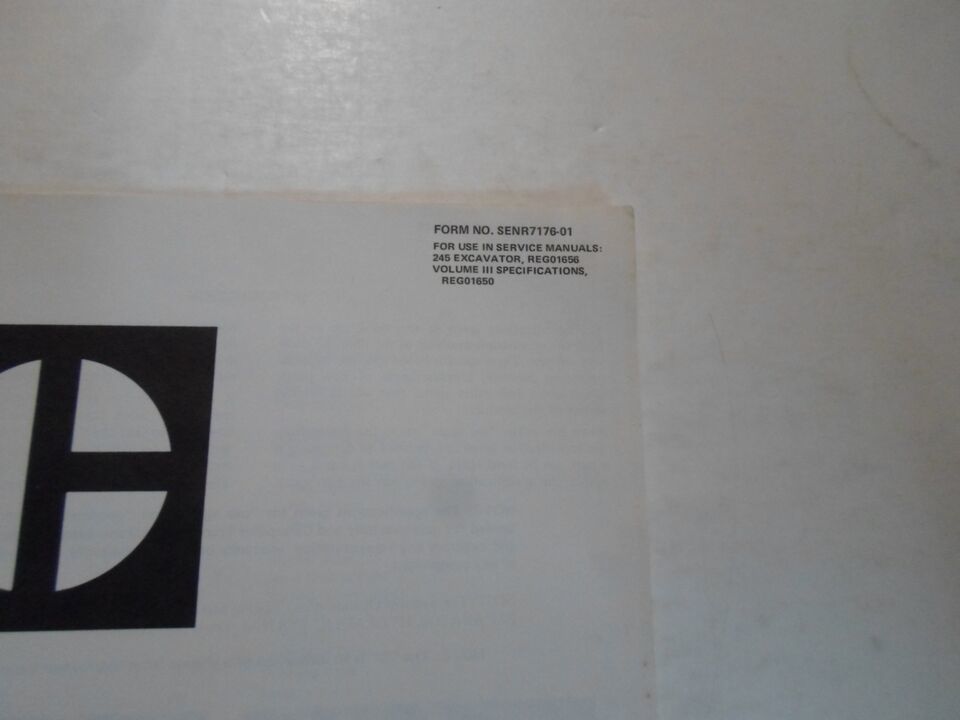 FORM NO. SENR7176-01
FOR USE IN SERVICE MANUALS:
245 EXCAVATOR, REG01656
VOLUME III SPECIFICATIONS,
REG01650